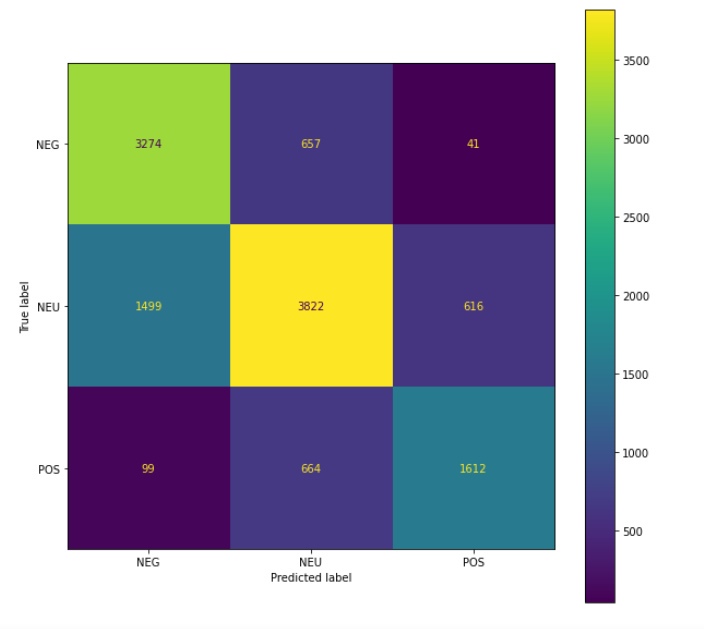 3500
NEG 3274 657 41
3000
2500
True label
NEU 1499 3822 616
2000
1500
1000
POS 99 664 1612
500
NEG NEU POS
Predicted label